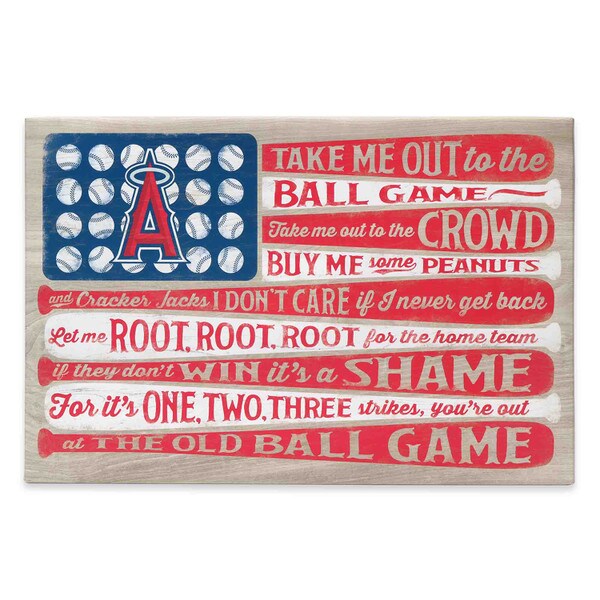 A
TAKE ME OUT to the
BALL GAME
Take me out to the CROWD
BUY ME some PEANUTS
and Cracker Jacks I DON'T CARE if I never get back
Let me ROOT, ROOT, ROOT for the home team
if they don't WIN it's a SHAME
For it's ONE, TWO, THREE strikes, you're out
at THE OLD BALL GAME